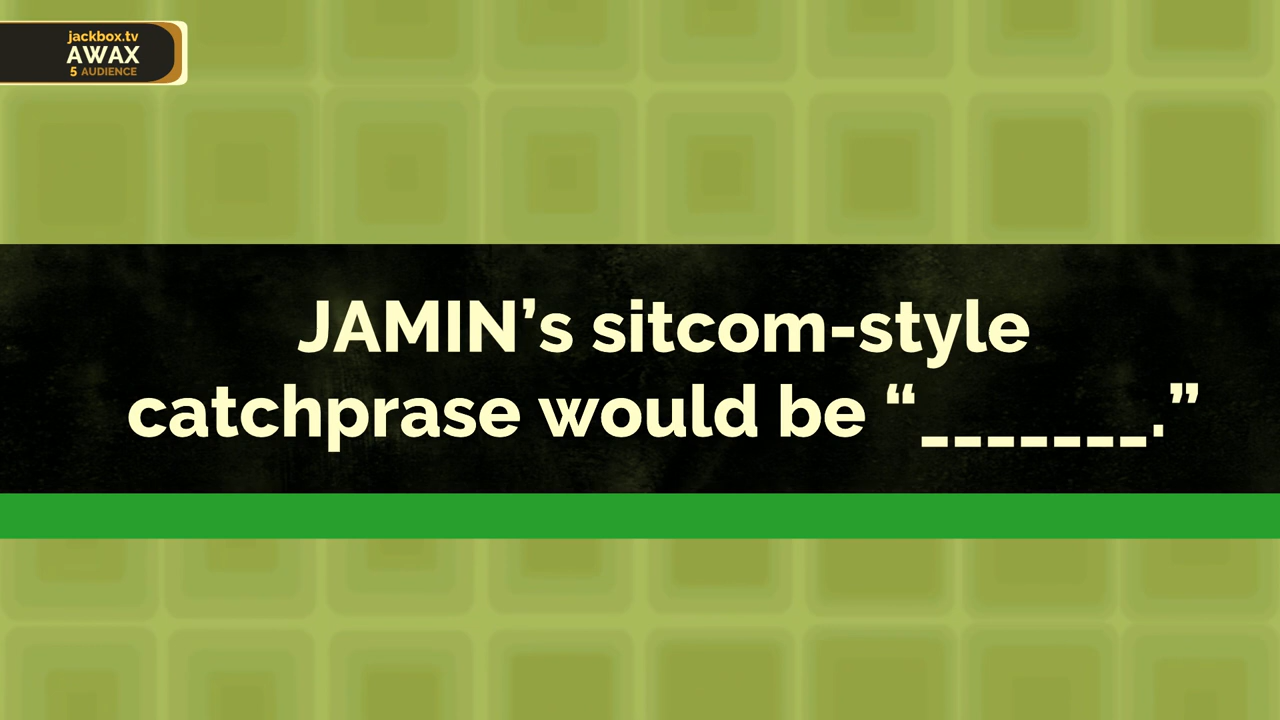 jackbox.tv
AWAX
5 AUDIENCE
JAMIN’s sitcom-style
catchprase would be “_______.”